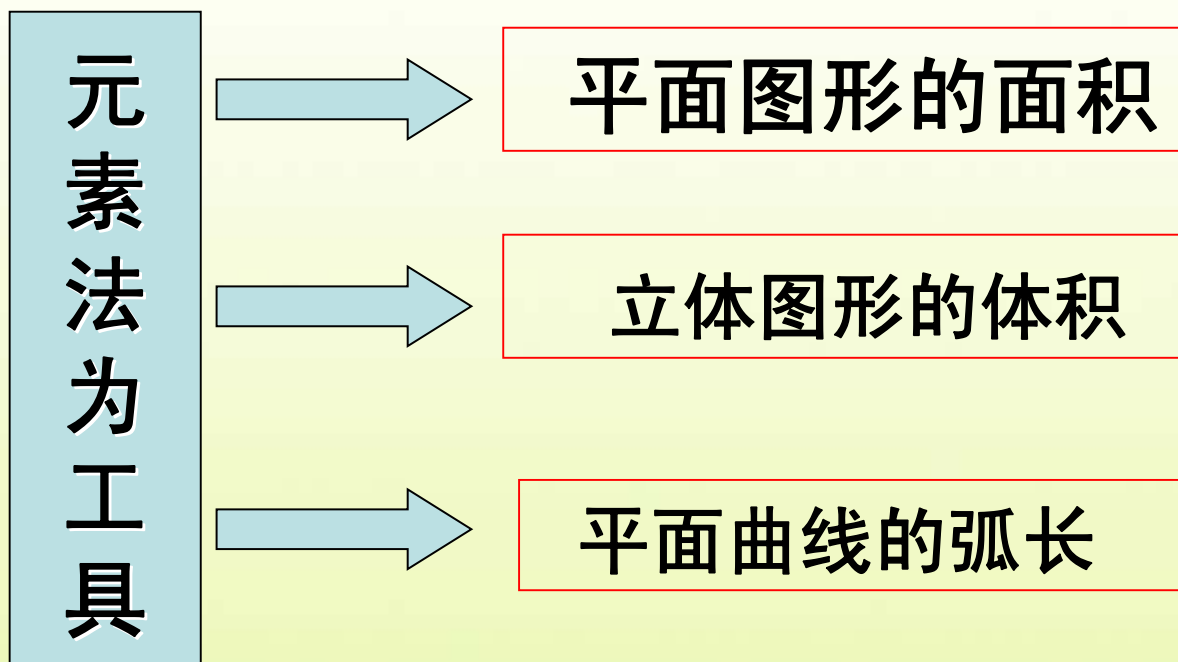 元素法为工具
平面图形的面积
立体图形的体积
平面曲线的弧长